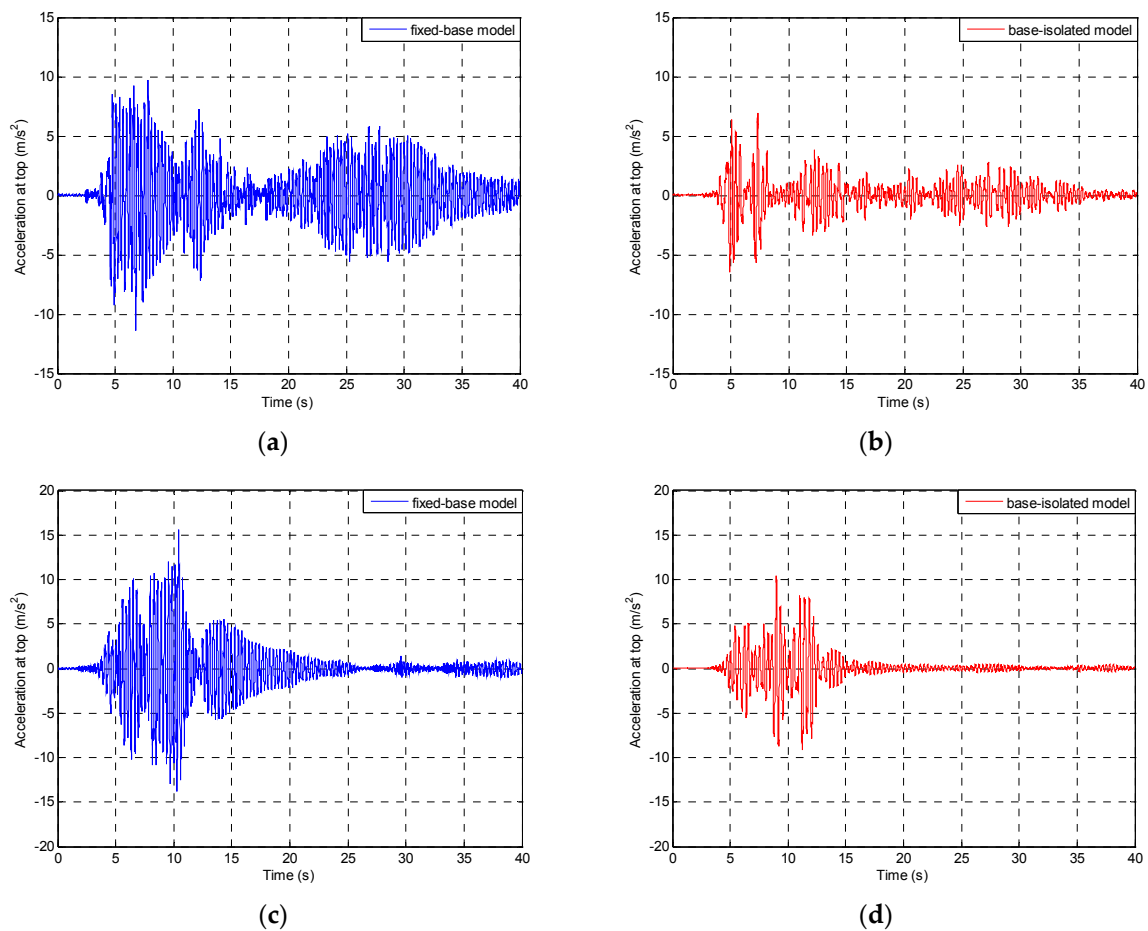 fixed-base model
15
10
5
0
-5
-10
-15
Acceleration at top (m/s²)
0 5 10 15 20 25 30 35 40
Time (s)
(a)
base-isolated model
15
10
5
0
-5
-10
-15
Acceleration at top (m/s²)
0 5 10 15 20 25 30 35 40
Time (s)
(b)
fixed-base model
20
15
10
5
0
-5
-10
-15
-20
Acceleration at top (m/s²)
0 5 10 15 20 25 30 35 40
Time (s)
(c)
base-isolated model
20
15
10
5
0
-5
-10
-15
-20
Acceleration at top (m/s²)
0 5 10 15 20 25 30 35 40
Time (s)
(d)